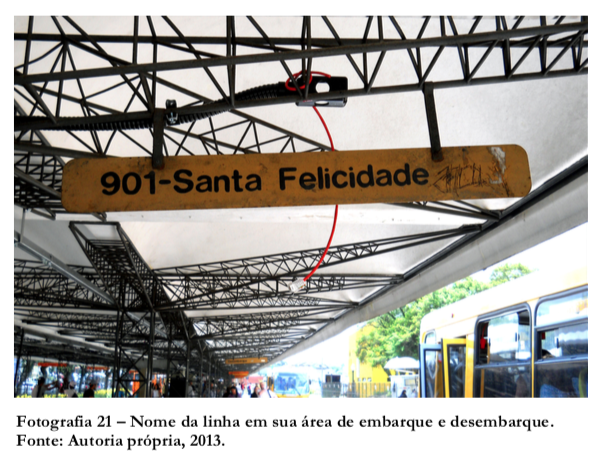 901-Santa Felicidade
Fotografia 21 – Nome da linha em sua área de embarque e desembarque.
Fonte: Autoria própria, 2013.